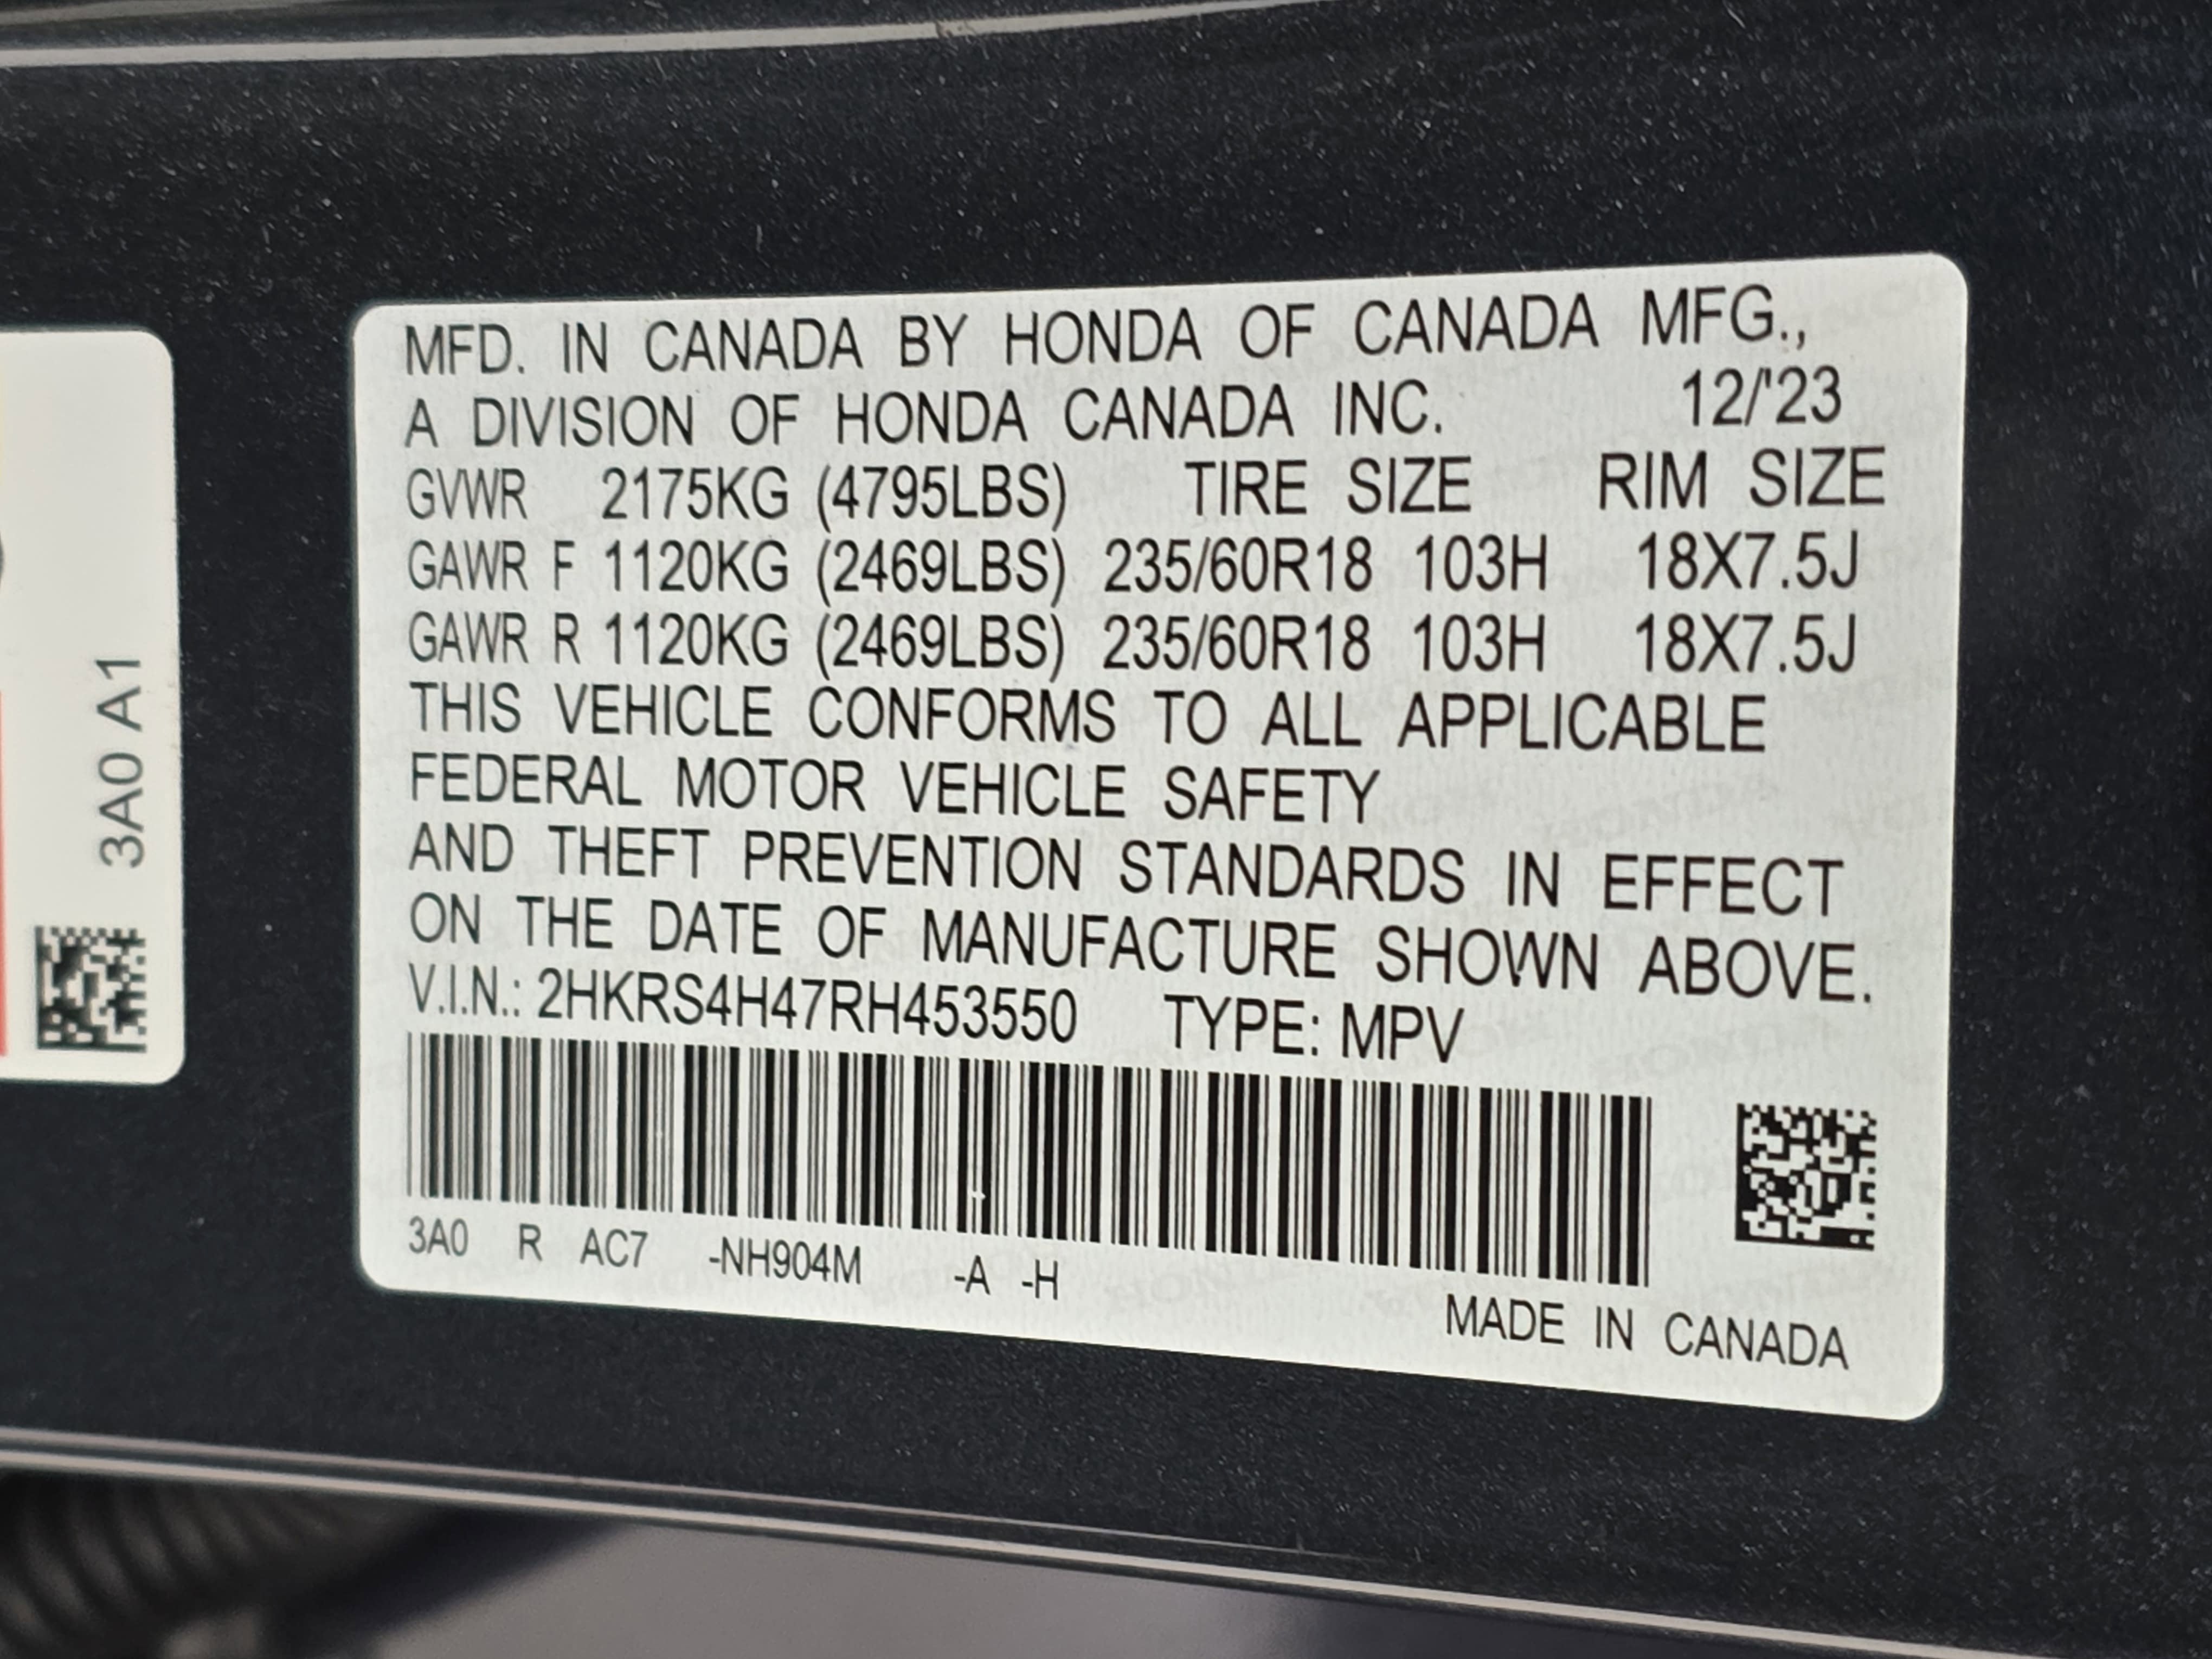 MFD. IN CANADA BY HONDA OF CANADA MFG.,
A DIVISION OF HONDA CANADA INC. 12/'23
GVWR 2175KG (4795LBS) TIRE SIZE RIM SIZE
GAWR F 1120KG (2469LBS) 235/60R18 103H 18X7.5J
GAWR R 1120KG (2469LBS) 235/60R18 103H 18X7.5J
THIS VEHICLE CONFORMS TO ALL APPLICABLE
FEDERAL MOTOR VEHICLE SAFETY
AND THEFT PREVENTION STANDARDS IN EFFECT
ON THE DATE OF MANUFACTURE SHOWN ABOVE.
V.I.N.: 2HKRS4H47RH453550 TYPE: MPV
3A0 R AC7 -NH904M -A -H
MADE IN CANADA
3A0 A1